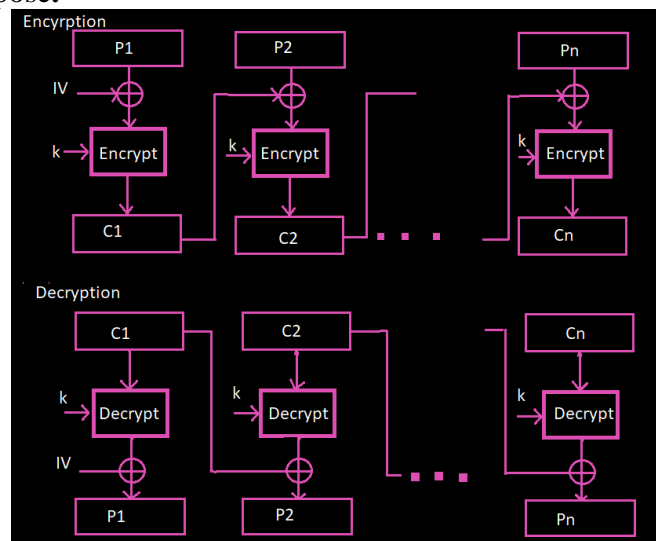 ose:
Encyrption
P1
P2
Pn
IV
k
Encrypt
k
Encrypt
k
Encrypt
C1
C2
Cn
Decryption
C1
C2
Cn
k
Decrypt
k
Decrypt
k
Decrypt
IV
P1
P2
Pn